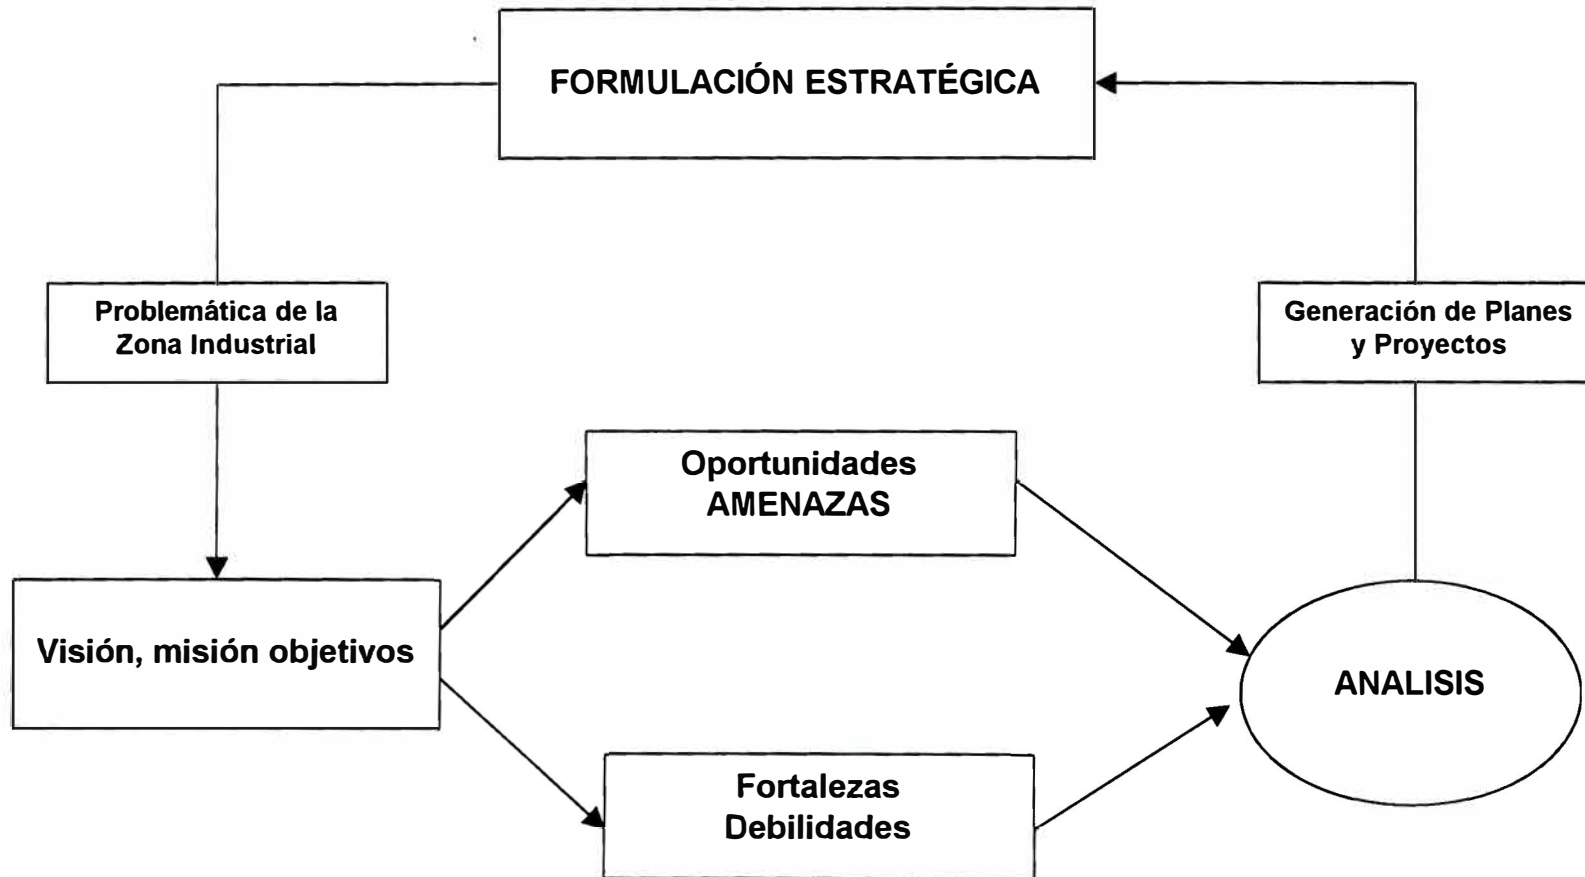 FORMULACIÓN ESTRATÉGICA
Problemática de la
Zona Industrial
Generación de Planes
y Proyectos
Oportunidades
AMENAZAS
Visión, misión objetivos
ANALISIS
Fortalezas
Debilidades